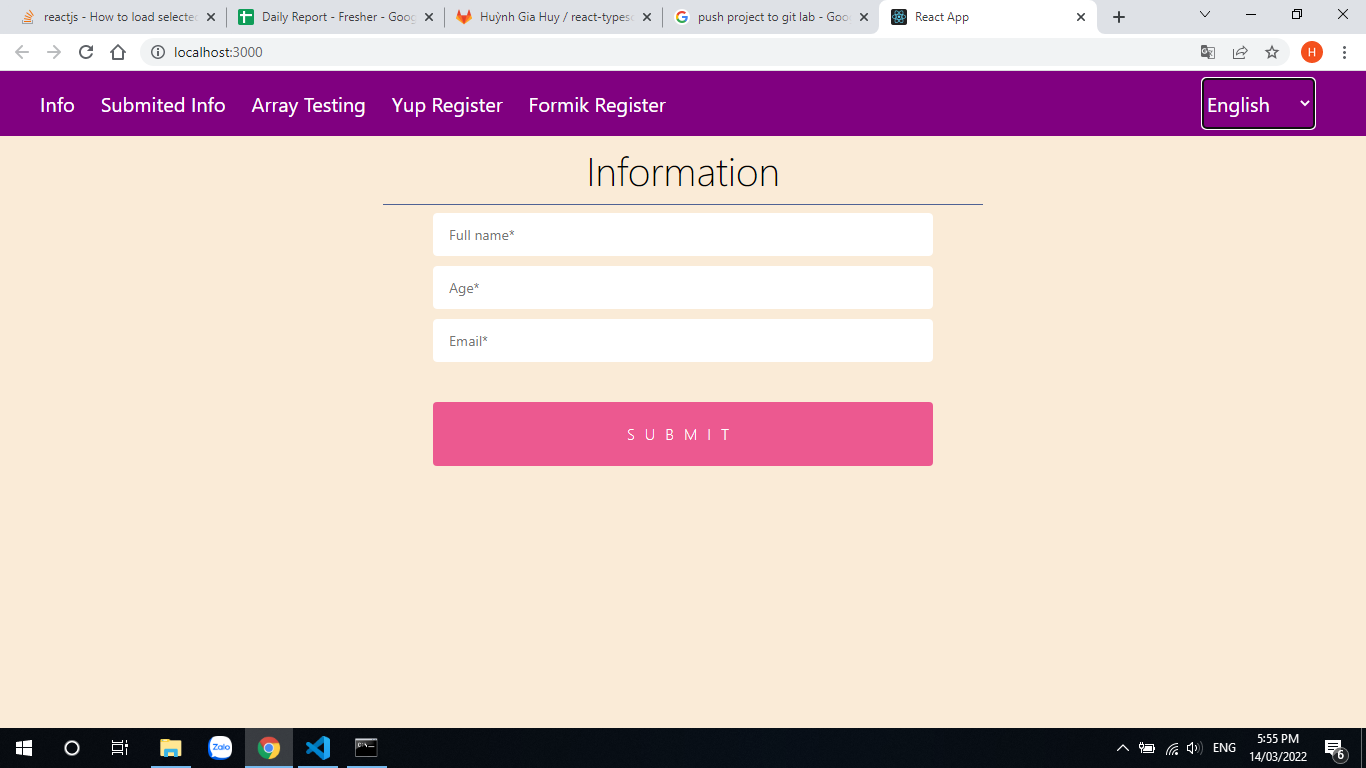 reactjs - How to load selected
Daily Report - Fresher - Goog
Huỳnh Gia Huy / react-typesc
push project to git lab - Goo
React App
localhost:3000
H
Info
Submited Info
Array Testing
Yup Register
Formik Register
English
Information
Full name*
Age*
Email*
SUBMIT
Zalo
ENG
5:55 PM
14/03/2022
6